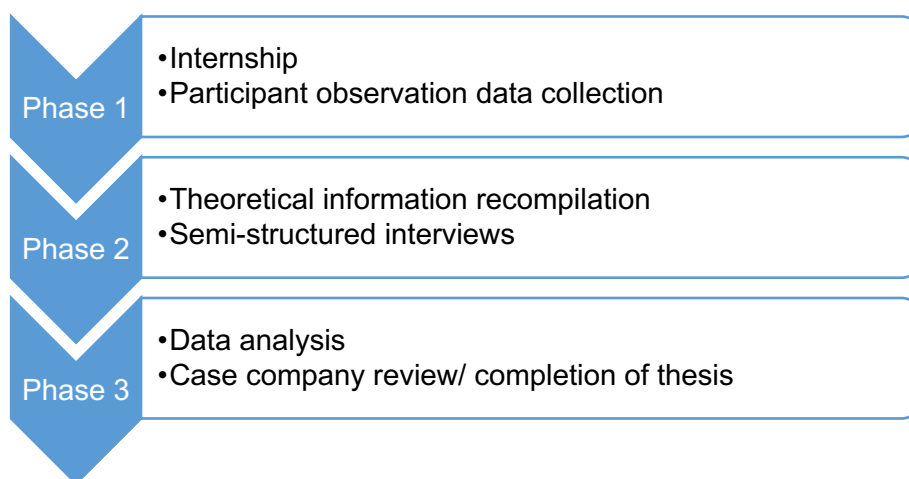 Phase 1
•Internship
•Participant observation data collection
Phase 2
•Theoretical information recompilation
•Semi-structured interviews
Phase 3
•Data analysis
•Case company review/ completion of thesis